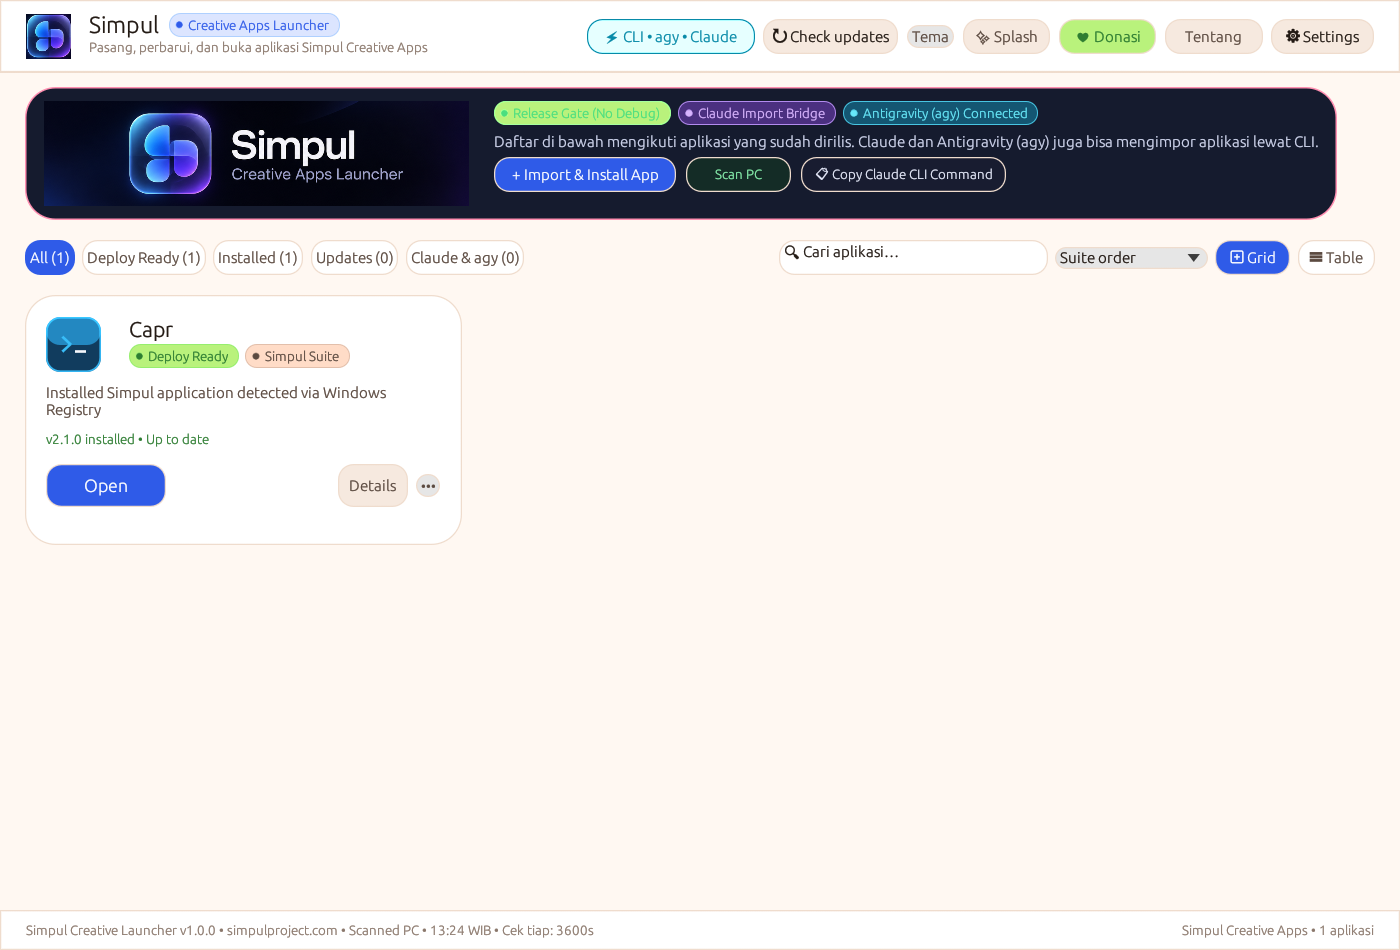 Simpul
Creative Apps Launcher
Pasang, perbarui, dan buka aplikasi Simpul Creative Apps
CLI • agy • Claude
Check updates
Tema
Splash
Donasi
Tentang
Settings
Simpul
Creative Apps Launcher
Release Gate (No Debug)
Claude Import Bridge
Antigravity (agy) Connected
Daftar di bawah mengikuti aplikasi yang sudah dirilis. Claude dan Antigravity (agy) juga bisa mengimpor aplikasi lewat CLI.
+ Import & Install App
Scan PC
Copy Claude CLI Command
All (1)
Deploy Ready (1)
Installed (1)
Updates (0)
Claude & agy (0)
Cari aplikasi...
Suite order
Grid
Table
Capr
Deploy Ready
Simpul Suite
Installed Simpul application detected via Windows
Registry
v2.1.0 installed • Up to date
Open
Details
•••
Simpul Creative Launcher v1.0.0 • simpulproject.com • Scanned PC • 13:24 WIB • Cek tiap: 3600s
Simpul Creative Apps • 1 aplikasi